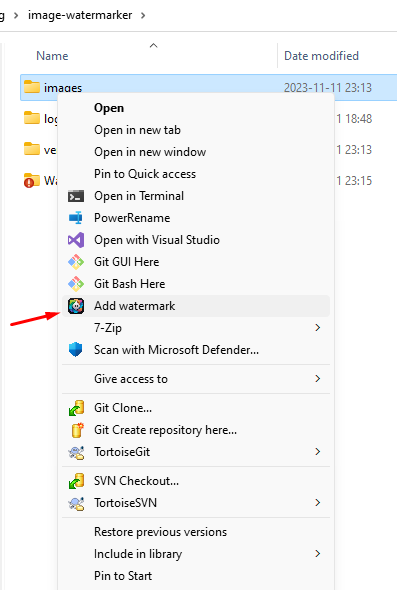 g > image-watermarker >
Name
Date modified
images
2023-11-11 23:13
log
1 18:48
ve
1 23:13
Wa
1 23:15
Open
Open in new tab
Open in new window
Pin to Quick access
Open in Terminal
PowerRename
Open with Visual Studio
Git GUI Here
Git Bash Here
Add watermark
7-Zip
Scan with Microsoft Defender...
Give access to
Git Clone...
Git Create repository here...
TortoiseGit
SVN Checkout...
TortoiseSVN
Restore previous versions
Include in library
Pin to Start